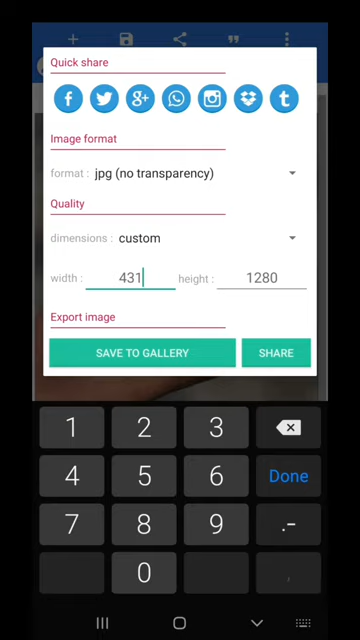 Quick share
Image format
format : jpg (no transparency)
Quality
dimensions : custom
width : 431 height : 1280
Export image
SAVE TO GALLERY SHARE
1 2 3
4 5 6 Done
7 8 9 .-
0 ,